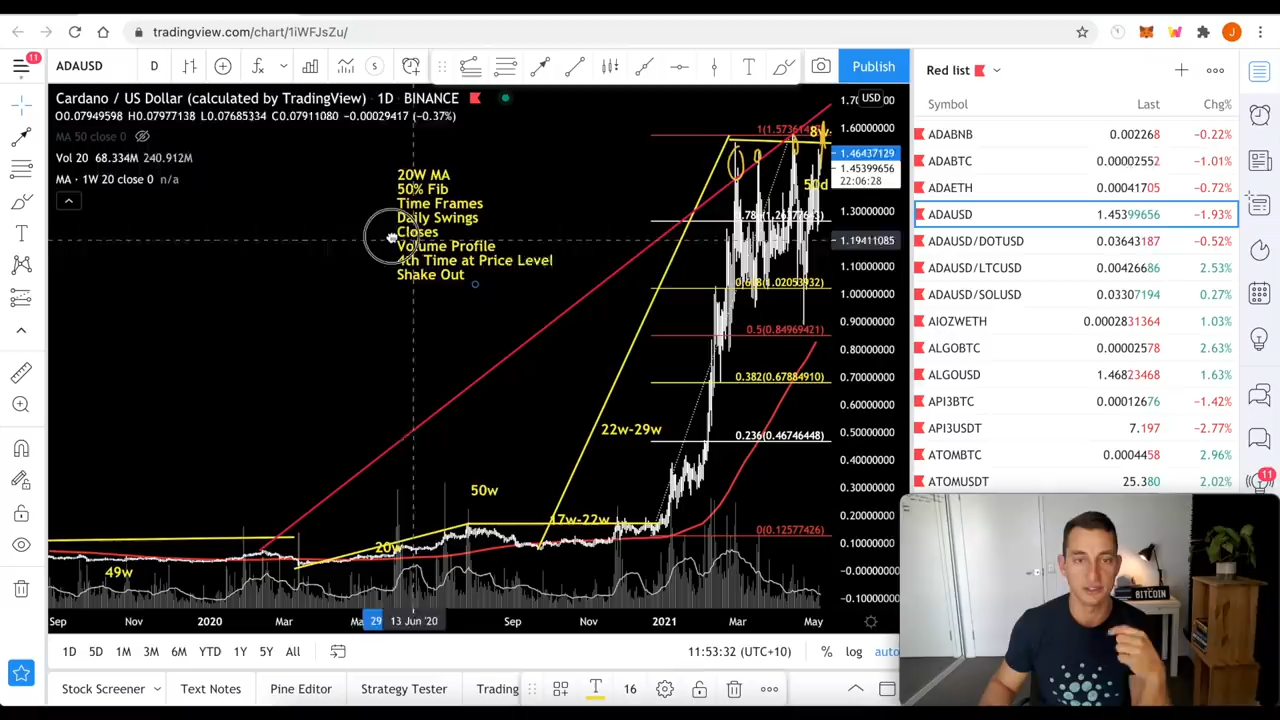 tradingview.com/chart/1iWFJsZu/
11
ADAUSD
D
S
T
Publish
Red list
Cardano / US Dollar (calculated by TradingView) · 1D · BINANCE
USD
O0.07949598 H0.07977138 L0.07685334 C0.07911080 −0.00029417 (−0.37%)
MA 50 close 0
Vol 20 68.334M 240.912M
MA · 1W 20 close 0 n/a
20W MA
50% Fib
Time Frames
Daily Swings
Closes
Volume Profile
4th Time at Price Level
Shake Out
1.60000000
1.46437129
1.45399656
22:06:28
1.30000000
1.19411085
1.10000000
1.00000000
0.90000000
0.80000000
0.70000000
0.60000000
0.50000000
0.40000000
0.30000000
0.20000000
0.10000000
−0.00000000
−0.10000000
8w
50d
0.618(1.02053932)
0.5(0.84969421)
0.382(0.67884910)
0.236(0.46746448)
0(0.12577426)
22w-29w
50w
17w-22w
20w
49w
Sep
Nov
2020
Mar
29
13 Jun '20
Sep
Nov
2021
Mar
May
1D 5D 1M 3M 6M YTD 1Y 5Y All
11:53:32 (UTC+10)
% log auto
Stock Screener
Text Notes
Pine Editor
Strategy Tester
Trading
T
16
Symbol Last Chg%
ADABNB 0.002268 −0.22%
ADABTC 0.00002552 −1.01%
ADAETH 0.00041705 −0.72%
ADAUSD 1.45399656 −1.93%
ADAUSD/DOTUSD 0.03643187 −0.52%
ADAUSD/LTCUSD 0.00426686 2.53%
ADAUSD/SOLUSD 0.03307194 0.27%
AIOZWETH 0.0002831364 1.03%
ALGOBTC 0.00002578 2.63%
ALGOUSD 1.46823468 1.63%
API3BTC 0.00012676 −1.42%
API3USDT 7.197 −2.77%
ATOMBTC 0.0004458 2.96%
ATOMUSDT 25.380 2.02%
11
J
BITCOIN